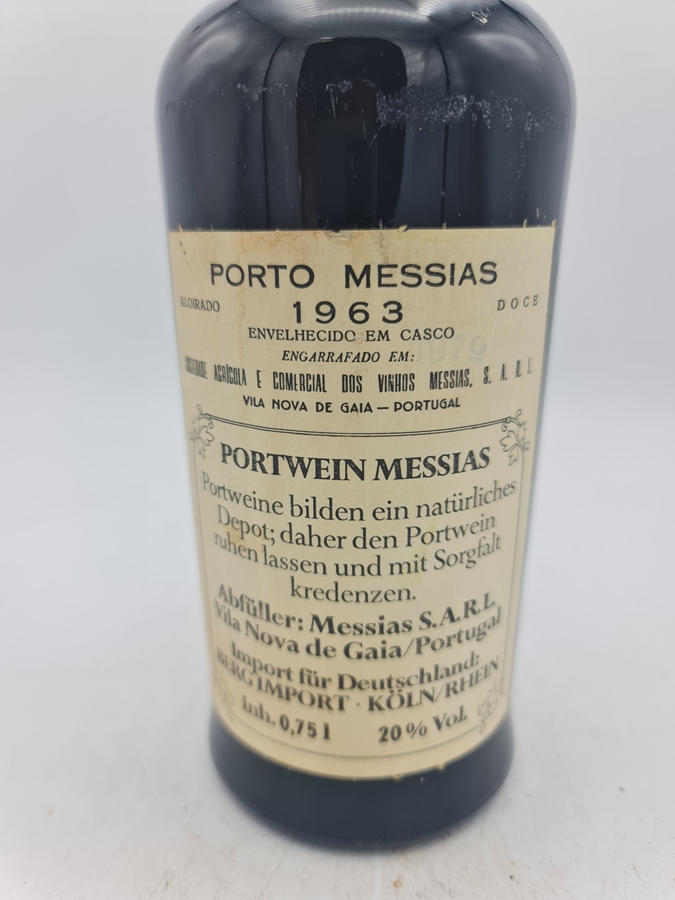 PORTO MESSIAS
ALOIRADO 1963 DOCE
ENVELHECIDO EM CASCO
ENGARRAFADO EM: 1979
SOCIEDADE AGRÍCOLA E COMERCIAL DOS VINHOS MESSIAS, S. A. R. L.
VILA NOVA DE GAIA — PORTUGAL
PORTWEIN MESSIAS
Portweine bilden ein natürliches
Depot; daher den Portwein
ruhen lassen und mit Sorgfalt
kredenzen.
Abfüller: Messias S.A.R.L.
Vila Nova de Gaia/Portugal
Import für Deutschland:
BERG IMPORT · KÖLN/RHEIN
Inh. 0,75 l 20% Vol.